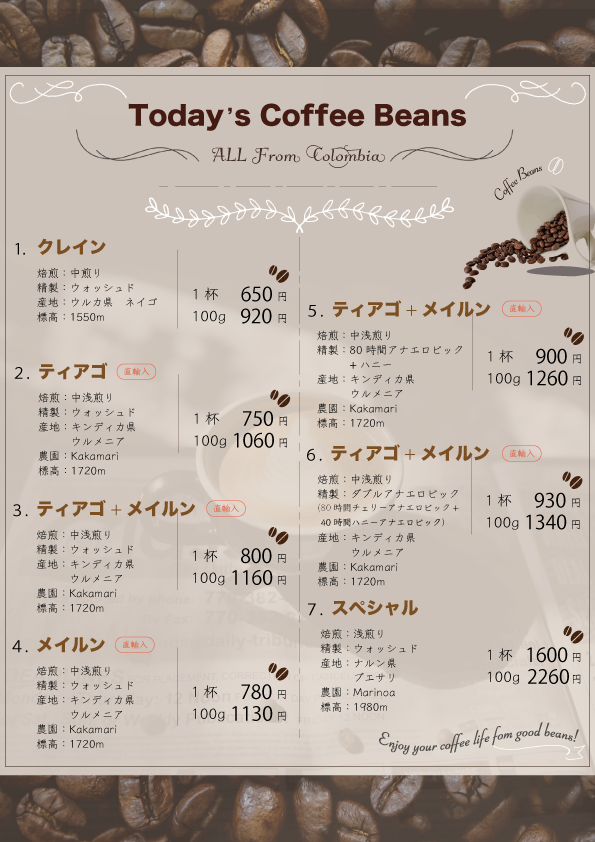 Today's Coffee Beans
ALL From Colombia
Coffee Beans
1. クレイン
焙煎：中煎り
精製：ウォッシュド
産地：ウルカ県　ネイゴ
標高：1550m
1杯 650円
100g 920円
2. ティアゴ 直輸入
焙煎：中浅煎り
精製：ウォッシュド
産地：キンディカ県
ウルメニア
農園：Kakamari
標高：1720m
1杯 750円
100g 1060円
3. ティアゴ + メイルン 直輸入
焙煎：中浅煎り
精製：ウォッシュド
産地：キンディカ県
ウルメニア
農園：Kakamari
標高：1720m
1杯 800円
100g 1160円
4. メイルン 直輸入
焙煎：中浅煎り
精製：ウォッシュド
産地：キンディカ県
ウルメニア
農園：Kakamari
標高：1720m
1杯 780円
100g 1130円
5. ティアゴ + メイルン 直輸入
焙煎：中浅煎り
精製：80時間アナエロビック
+ ハニー
産地：キンディカ県
ウルメニア
農園：Kakamari
標高：1720m
1杯 900円
100g 1260円
6. ティアゴ + メイルン 直輸入
焙煎：中浅煎り
精製：ダブルアナエロビック
(80時間チェリーアナエロビック +
40時間ハニーアナエロビック)
産地：キンディカ県
ウルメニア
農園：Kakamari
標高：1720m
1杯 930円
100g 1340円
7. スペシャル
焙煎：浅煎り
精製：ウォッシュド
産地：ナルン県
ブエサリ
農園：Marinoa
標高：1980m
1杯 1600円
100g 2260円
Enjoy your coffee life fom good beans!